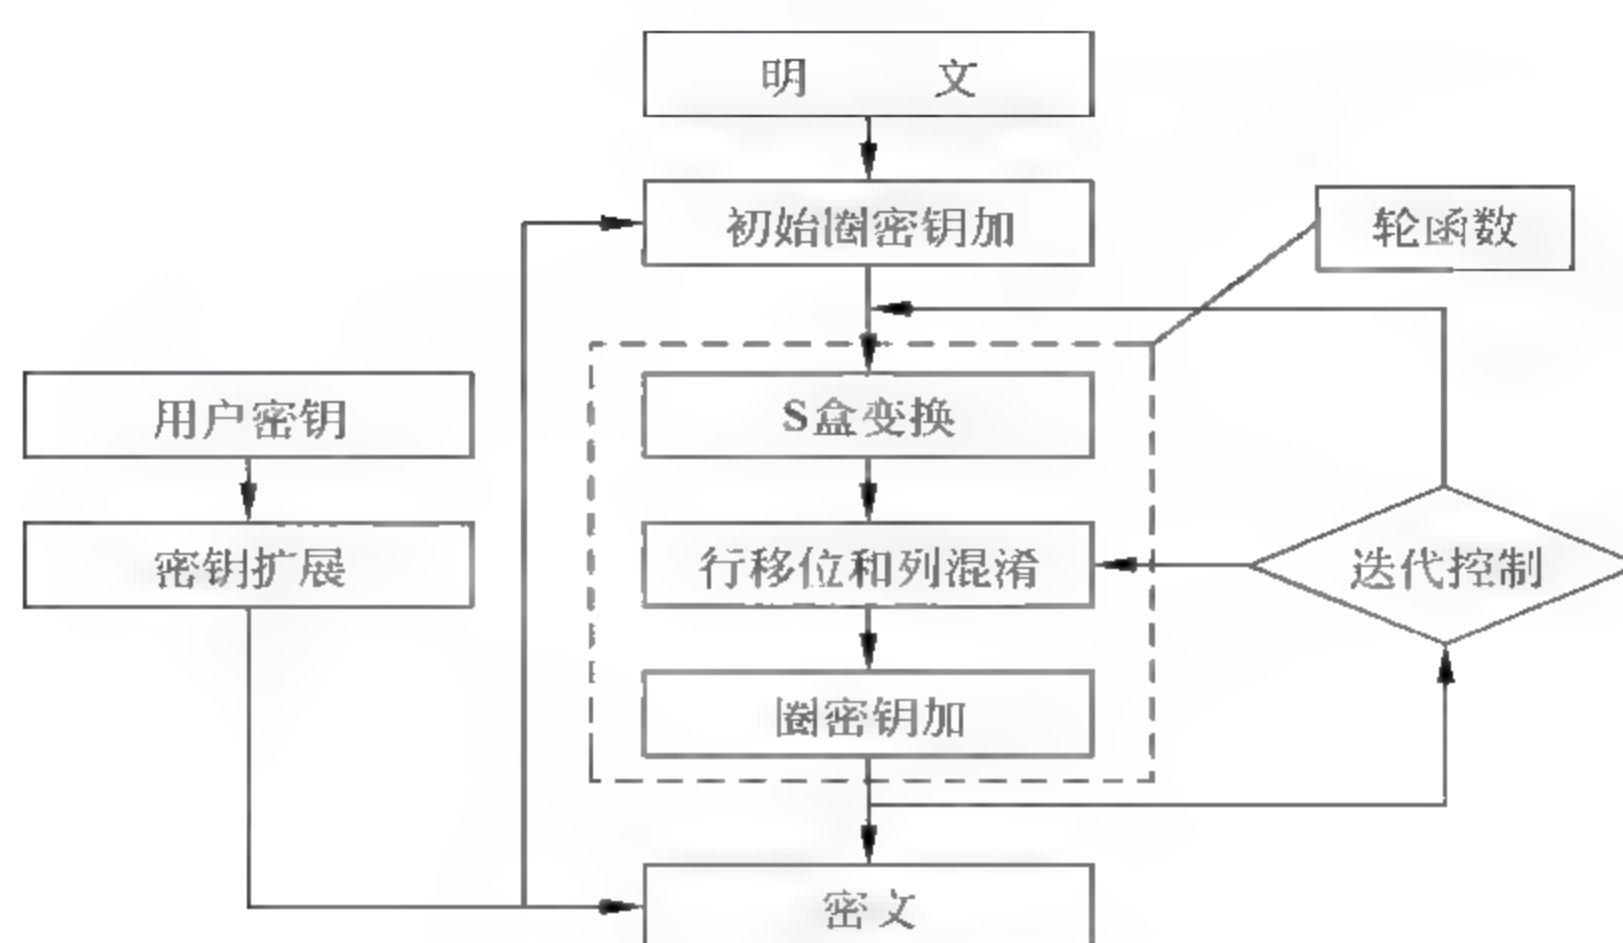 明 文
初始圈密钥加
轮函数
S盒变换
用户密钥
密钥扩展
行移位和列混淆
迭代控制
圈密钥加
密文